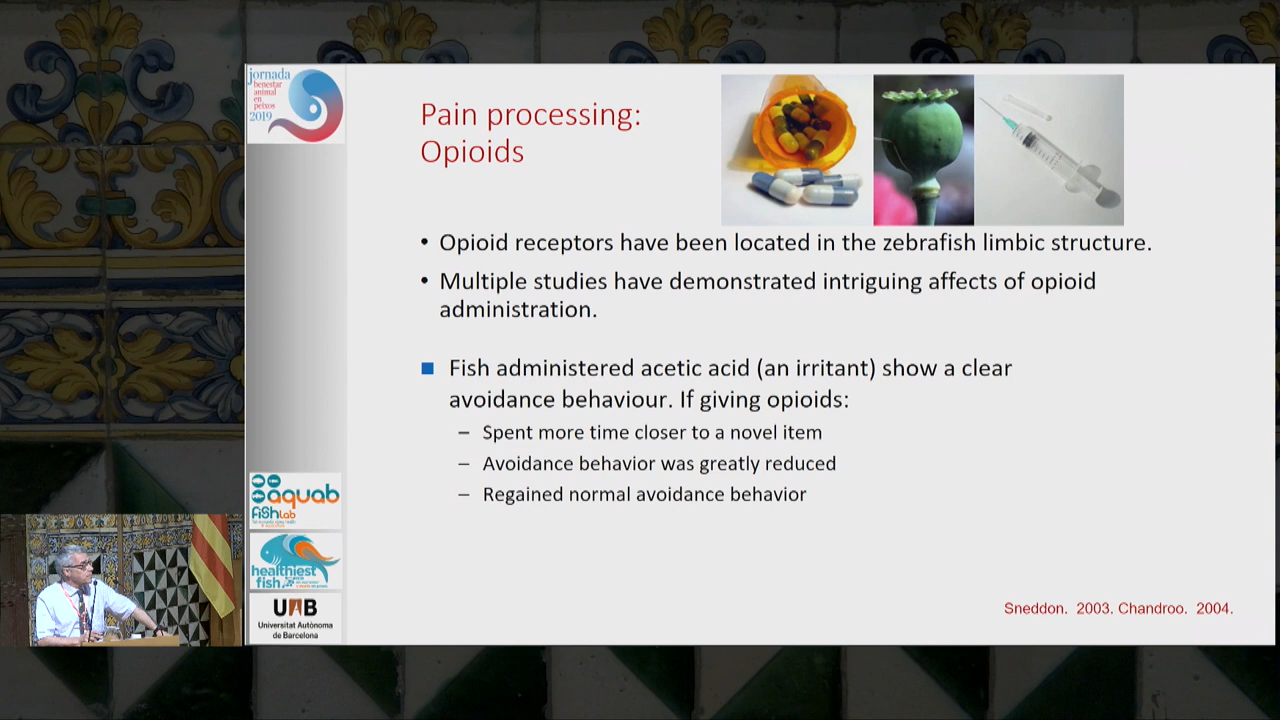 jornada
benestar
animal
en
peixos
2019
Pain processing:
Opioids
• Opioid receptors have been located in the zebrafish limbic structure.
• Multiple studies have demonstrated intriguing affects of opioid
administration.
Fish administered acetic acid (an irritant) show a clear
avoidance behaviour. If giving opioids:
– Spent more time closer to a novel item
– Avoidance behavior was greatly reduced
– Regained normal avoidance behavior
aquab
fish lab
healthiest
fish
UAB
Universitat Autònoma
de Barcelona
Sneddon. 2003. Chandroo. 2004.